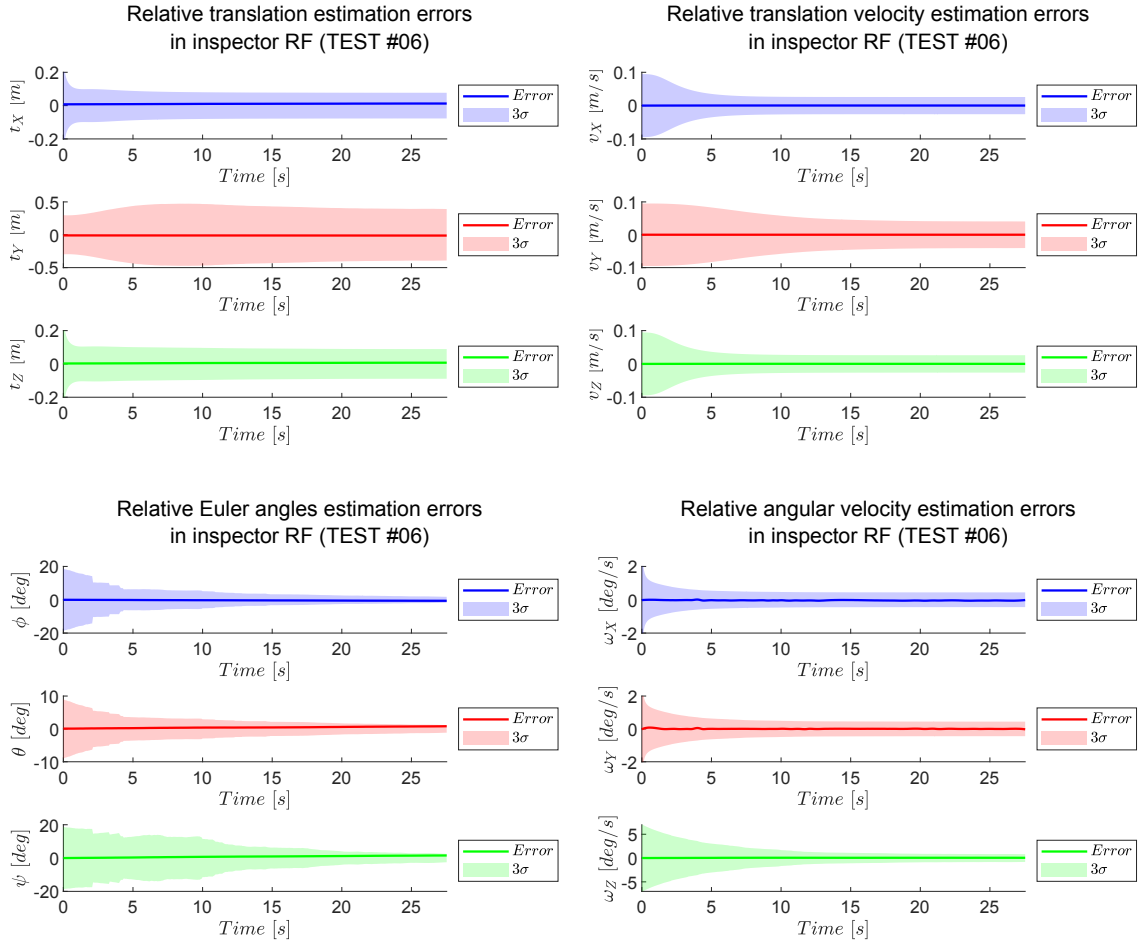 Relative translation estimation errors
in inspector RF (TEST #06)
0.2
0
-0.2
t_X [m]
0 5 10 15 20 25
Time [s]
Error
3σ
0.5
0
-0.5
t_Y [m]
0 5 10 15 20 25
Time [s]
Error
3σ
0.2
0
-0.2
t_Z [m]
0 5 10 15 20 25
Time [s]
Error
3σ
Relative translation velocity estimation errors
in inspector RF (TEST #06)
0.1
0
-0.1
v_X [m/s]
0 5 10 15 20 25
Time [s]
Error
3σ
0.1
0
-0.1
v_Y [m/s]
0 5 10 15 20 25
Time [s]
Error
3σ
0.1
0
-0.1
v_Z [m/s]
0 5 10 15 20 25
Time [s]
Error
3σ
Relative Euler angles estimation errors
in inspector RF (TEST #06)
20
0
-20
ϕ [deg]
0 5 10 15 20 25
Time [s]
Error
3σ
10
0
-10
θ [deg]
0 5 10 15 20 25
Time [s]
Error
3σ
20
0
-20
ψ [deg]
0 5 10 15 20 25
Time [s]
Error
3σ
Relative angular velocity estimation errors
in inspector RF (TEST #06)
2
0
-2
ω_X [deg/s]
0 5 10 15 20 25
Time [s]
Error
3σ
2
0
-2
ω_Y [deg/s]
0 5 10 15 20 25
Time [s]
Error
3σ
5
0
-5
ω_Z [deg/s]
0 5 10 15 20 25
Time [s]
Error
3σ